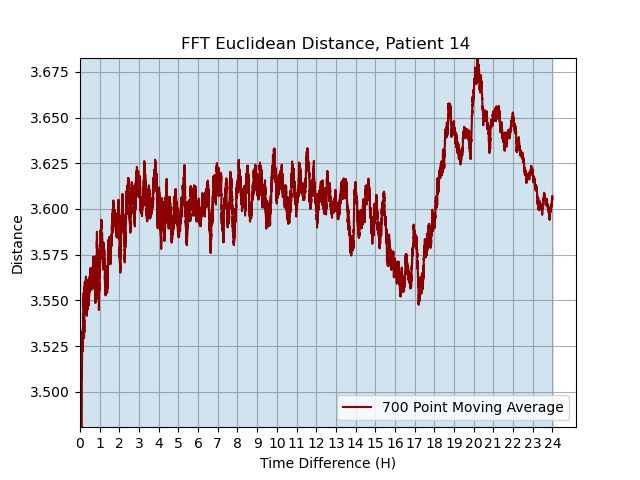 FFT Euclidean Distance, Patient 14
Distance
3.675
3.650
3.625
3.600
3.575
3.550
3.525
3.500
700 Point Moving Average
0 1 2 3 4 5 6 7 8 9 10 11 12 13 14 15 16 17 18 19 20 21 22 23 24
Time Difference (H)